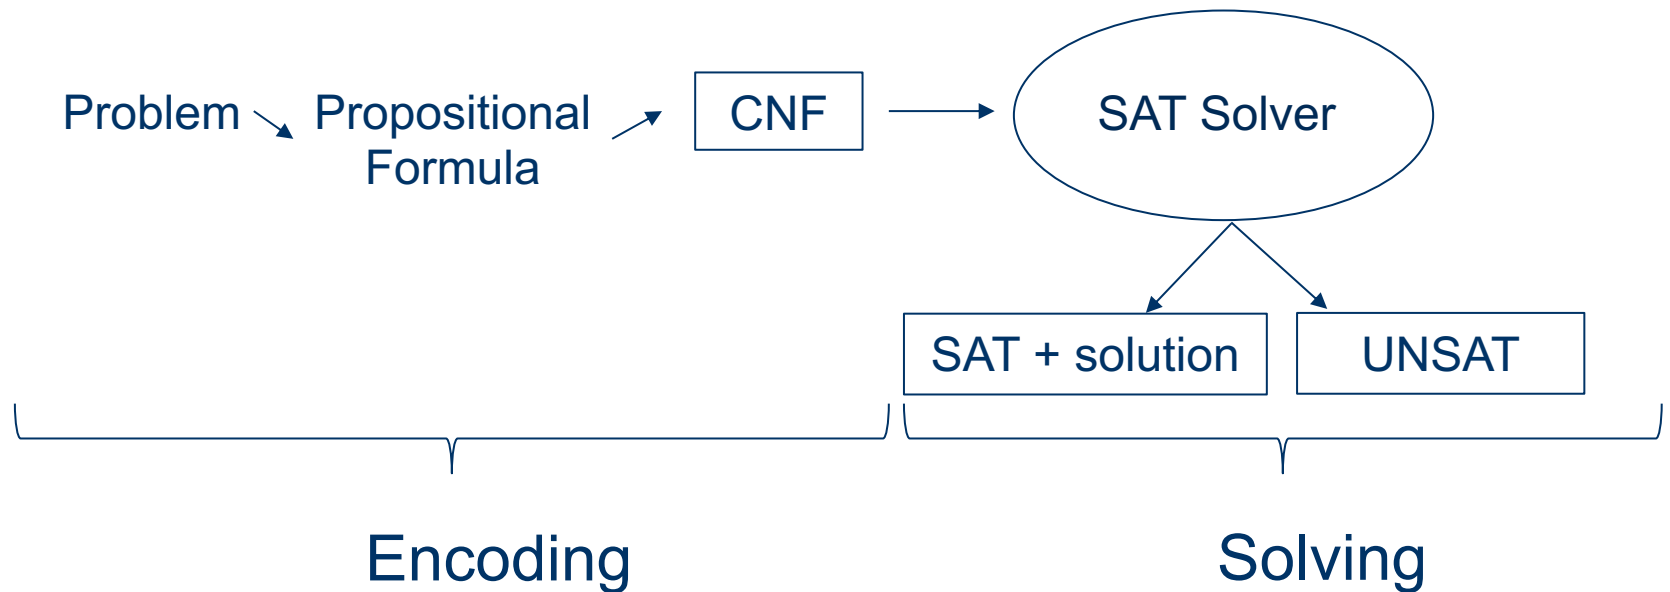 Problem
Propositional
Formula
CNF
SAT Solver
SAT + solution
UNSAT
Encoding
Solving